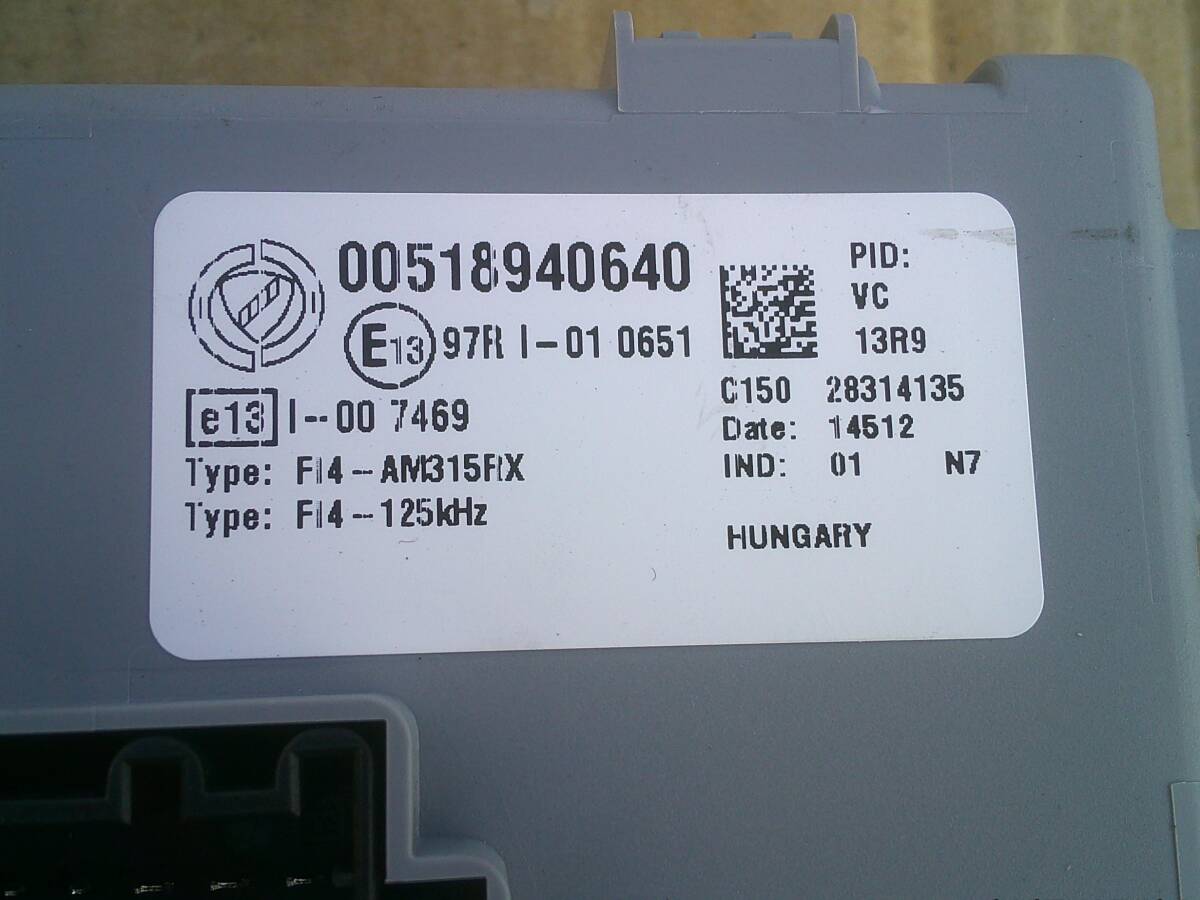 00518940640
E13 97R I-01 0651
e13 I-00 7469
Type: FI4-AM315RX
Type: FI4-125kHz
PID:
VC
13R9
C150 28314135
Date: 14512
IND: 01 N7
HUNGARY